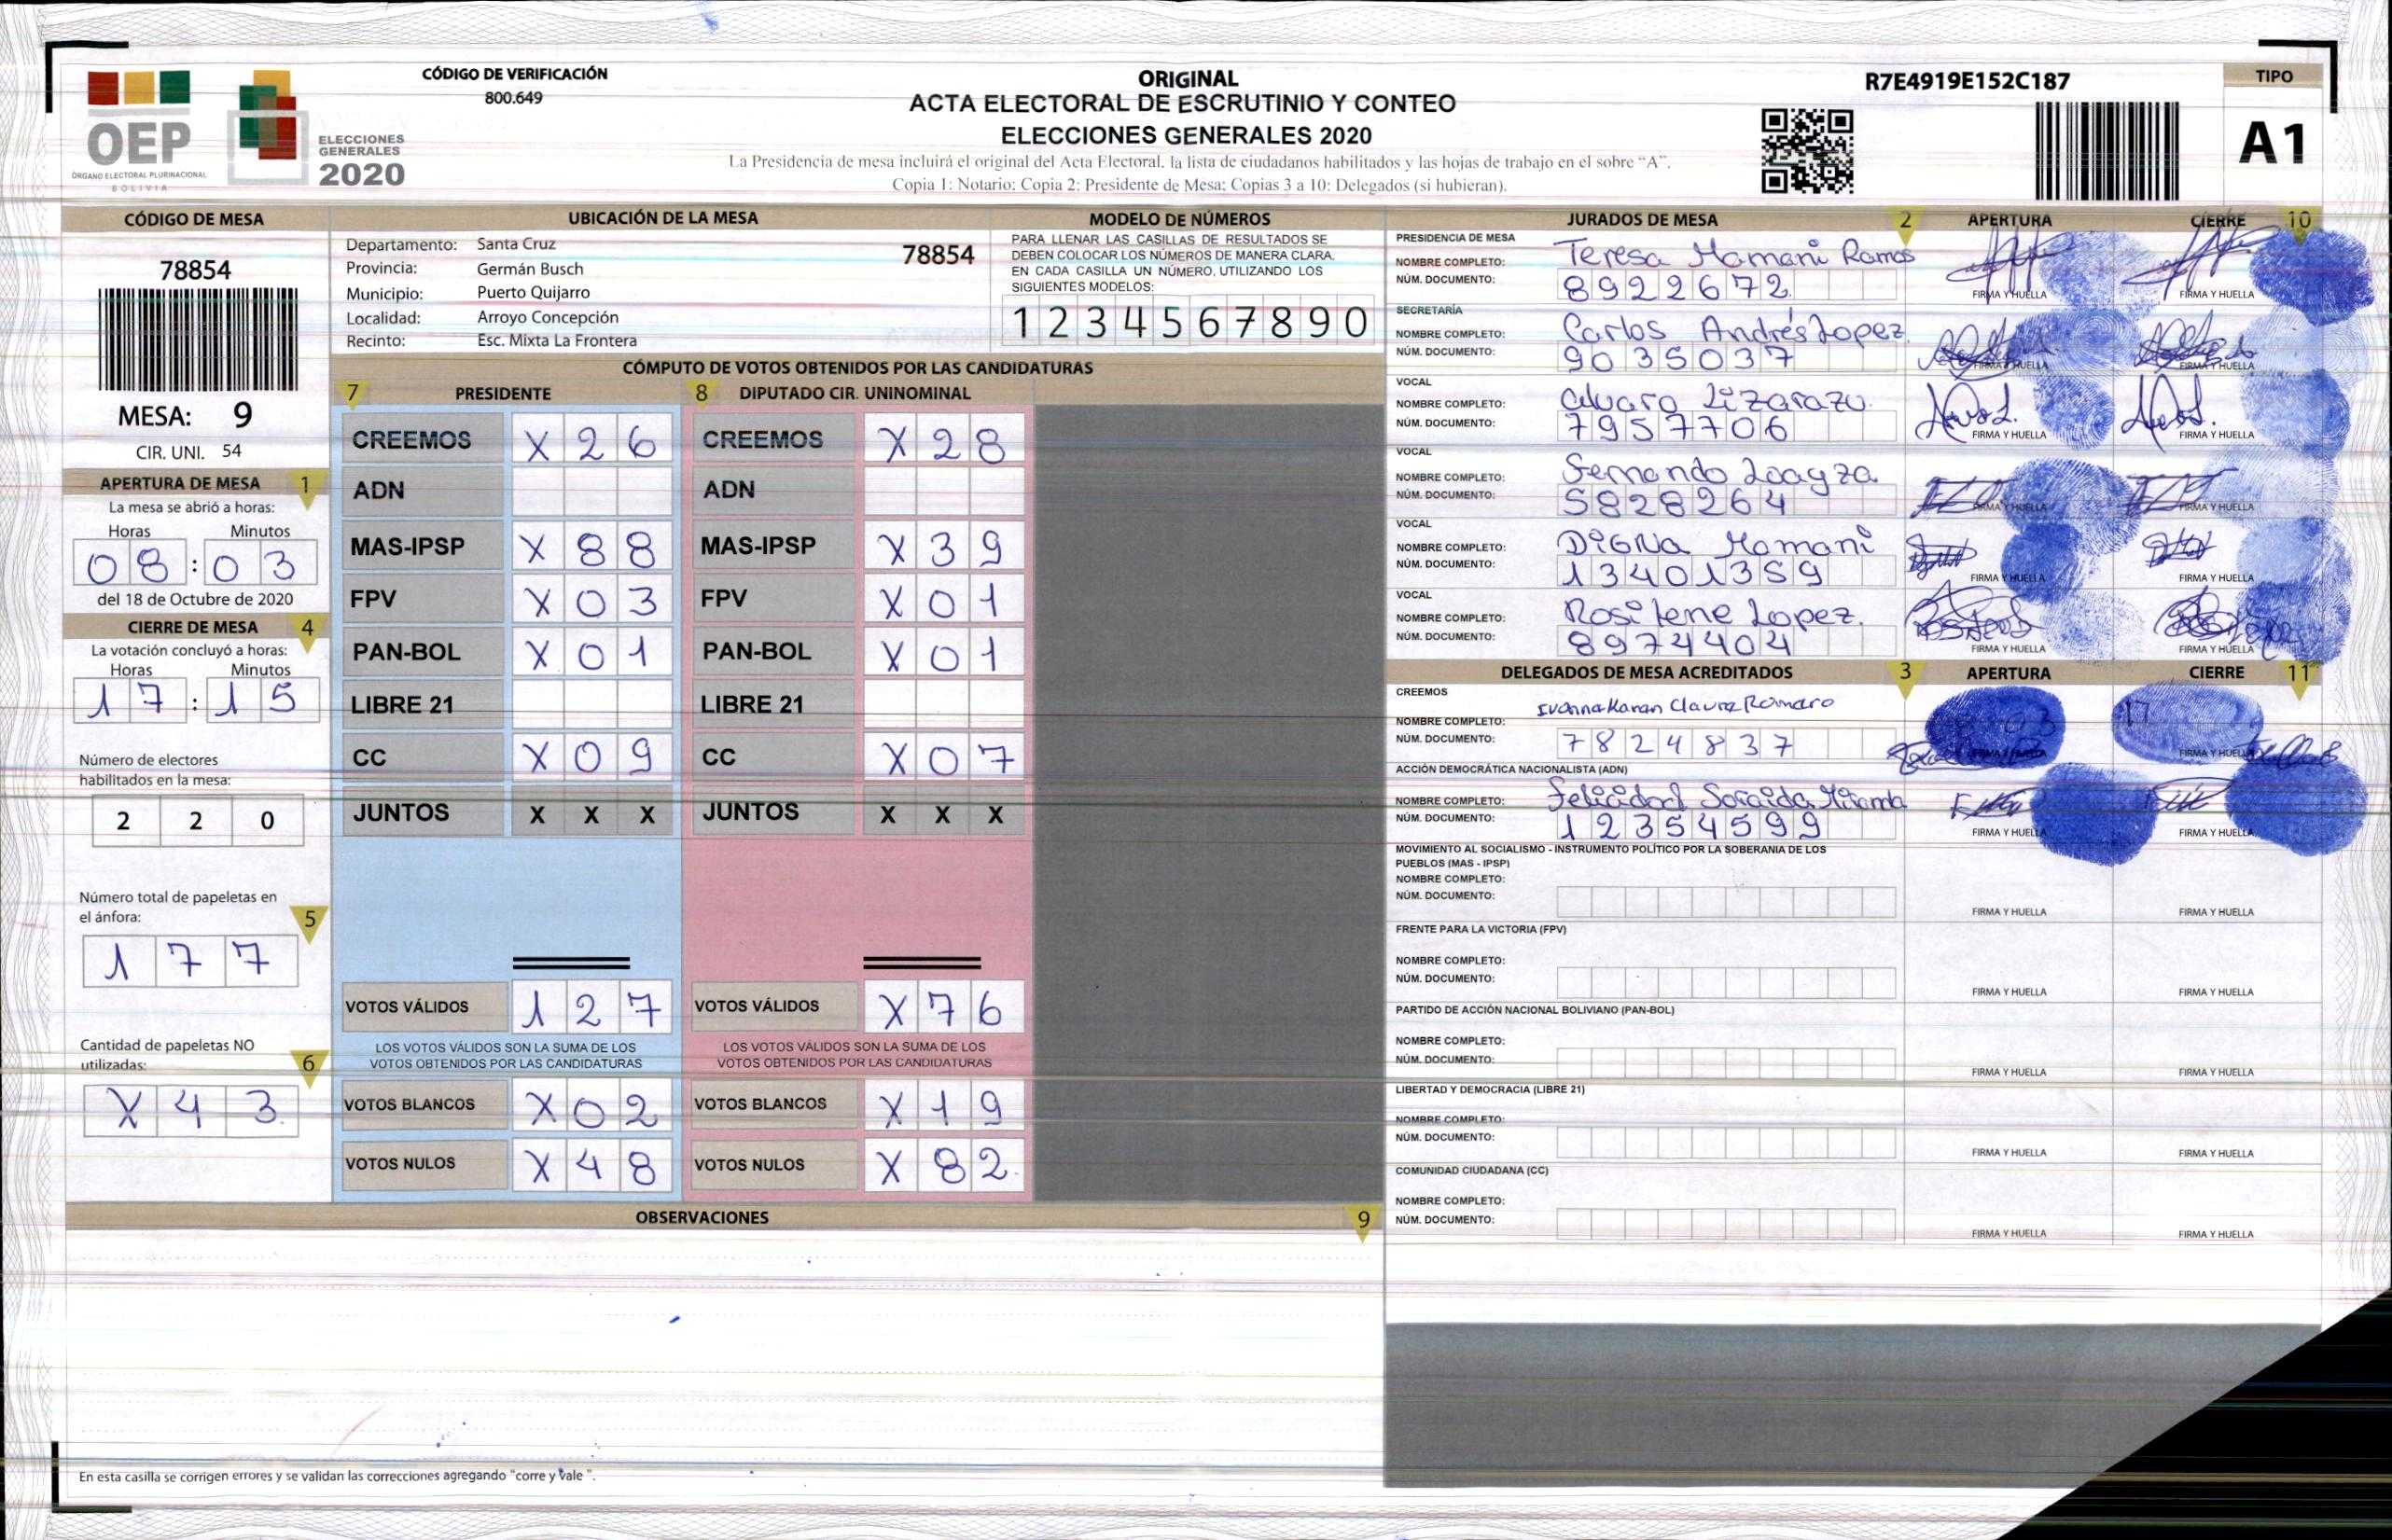 CÓDIGO DE VERIFICACIÓN
800.649
OEP
ÓRGANO ELECTORAL PLURINACIONAL
BOLIVIA
ELECCIONES
GENERALES
2020
ORIGINAL
ACTA ELECTORAL DE ESCRUTINIO Y CONTEO
ELECCIONES GENERALES 2020
La Presidencia de mesa incluirá el original del Acta Electoral, la lista de ciudadanos habilitados y las hojas de trabajo en el sobre "A".
Copia 1: Notario; Copia 2: Presidente de Mesa; Copias 3 a 10: Delegados (si hubieran).
R7E4919E152C187
TIPO
A1
CÓDIGO DE MESA
78854
MESA: 9
CIR. UNI. 54
APERTURA DE MESA 1
La mesa se abrió a horas:
Horas Minutos
08:03
del 18 de Octubre de 2020
CIERRE DE MESA 4
La votación concluyó a horas:
Horas Minutos
17:15
Número de electores
habilitados en la mesa:
2 2 0
Número total de papeletas en
el ánfora:
5
1 7 7
Cantidad de papeletas NO
utilizadas:
6
X 4 3
UBICACIÓN DE LA MESA
Departamento: Santa Cruz
78854
Provincia: Germán Busch
Municipio: Puerto Quijarro
Localidad: Arroyo Concepción
Recinto: Esc. Mixta La Frontera
MODELO DE NÚMEROS
PARA LLENAR LAS CASILLAS DE RESULTADOS SE
DEBEN COLOCAR LOS NÚMEROS DE MANERA CLARA.
EN CADA CASILLA UN NÚMERO, UTILIZANDO LOS
SIGUIENTES MODELOS:
1 2 3 4 5 6 7 8 9 0
CÓMPUTO DE VOTOS OBTENIDOS POR LAS CANDIDATURAS
7 PRESIDENTE 8 DIPUTADO CIR. UNINOMINAL
CREEMOS X 2 6 CREEMOS X 2 8
ADN ADN
MAS-IPSP X 8 8 MAS-IPSP X 3 9
FPV X 0 3 FPV X 0 1
PAN-BOL X 0 1 PAN-BOL X 0 1
LIBRE 21 LIBRE 21
CC X 0 9 CC X 0 7
JUNTOS X X X JUNTOS X X X
VOTOS VÁLIDOS 1 2 7 VOTOS VÁLIDOS X 7 6
LOS VOTOS VÁLIDOS SON LA SUMA DE LOS LOS VOTOS VÁLIDOS SON LA SUMA DE LOS
VOTOS OBTENIDOS POR LAS CANDIDATURAS VOTOS OBTENIDOS POR LAS CANDIDATURAS
VOTOS BLANCOS X 0 2 VOTOS BLANCOS X 1 9
VOTOS NULOS X 4 8 VOTOS NULOS X 8 2
OBSERVACIONES 9
En esta casilla se corrigen errores y se validan las correcciones agregando "corre y vale".
JURADOS DE MESA 2 APERTURA CIERRE 10
PRESIDENCIA DE MESA
NOMBRE COMPLETO: Teresa Mamani Ramos
NÚM. DOCUMENTO: 8922672
FIRMA Y HUELLA FIRMA Y HUELLA
SECRETARÍA
NOMBRE COMPLETO: Carlos Andrés Lopez
NÚM. DOCUMENTO: 9035037
FIRMA Y HUELLA FIRMA Y HUELLA
VOCAL
NOMBRE COMPLETO: Alvaro Lizarazu
NÚM. DOCUMENTO: 7957706
FIRMA Y HUELLA FIRMA Y HUELLA
VOCAL
NOMBRE COMPLETO: Fernando Loayza
NÚM. DOCUMENTO: 5828264
FIRMA Y HUELLA FIRMA Y HUELLA
VOCAL
NOMBRE COMPLETO: Digna Mamani
NÚM. DOCUMENTO: 13401359
FIRMA Y HUELLA FIRMA Y HUELLA
VOCAL
NOMBRE COMPLETO: Rosilene Lopez.
NÚM. DOCUMENTO: 8974404
FIRMA Y HUELLA FIRMA Y HUELLA
DELEGADOS DE MESA ACREDITADOS 3 APERTURA CIERRE 11
CREEMOS
NOMBRE COMPLETO: Ivonna Karan Claure Romaro
NÚM. DOCUMENTO: 7824837
FIRMA Y HUELLA FIRMA Y HUELLA
ACCIÓN DEMOCRÁTICA NACIONALISTA (ADN)
NOMBRE COMPLETO: Felicidad Soraida Miranda
NÚM. DOCUMENTO: 12354599
FIRMA Y HUELLA FIRMA Y HUELLA
MOVIMIENTO AL SOCIALISMO - INSTRUMENTO POLÍTICO POR LA SOBERANIA DE LOS
PUEBLOS (MAS - IPSP)
NOMBRE COMPLETO:
NÚM. DOCUMENTO:
FIRMA Y HUELLA FIRMA Y HUELLA
FRENTE PARA LA VICTORIA (FPV)
NOMBRE COMPLETO:
NÚM. DOCUMENTO:
FIRMA Y HUELLA FIRMA Y HUELLA
PARTIDO DE ACCIÓN NACIONAL BOLIVIANO (PAN-BOL)
NOMBRE COMPLETO:
NÚM. DOCUMENTO:
FIRMA Y HUELLA FIRMA Y HUELLA
LIBERTAD Y DEMOCRACIA (LIBRE 21)
NOMBRE COMPLETO:
NÚM. DOCUMENTO:
FIRMA Y HUELLA FIRMA Y HUELLA
COMUNIDAD CIUDADANA (CC)
NOMBRE COMPLETO:
NÚM. DOCUMENTO:
FIRMA Y HUELLA FIRMA Y HUELLA